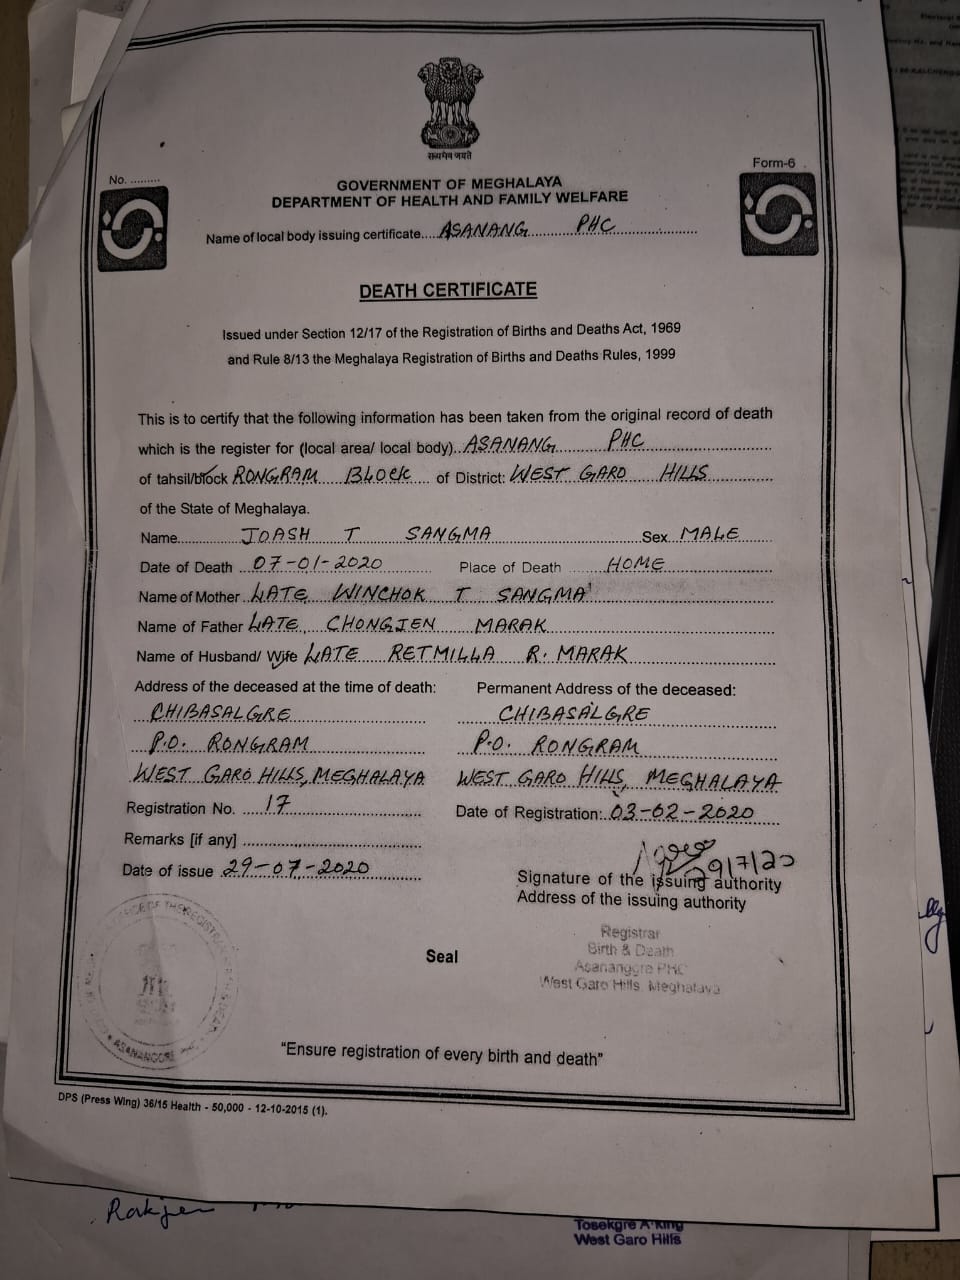 सत्यमेव जयते
Form-6
No. .........
GOVERNMENT OF MEGHALAYA
DEPARTMENT OF HEALTH AND FAMILY WELFARE
Name of local body issuing certificate....ASANANG PHC
DEATH CERTIFICATE
Issued under Section 12/17 of the Registration of Births and Deaths Act, 1969
and Rule 8/13 the Meghalaya Registration of Births and Deaths Rules, 1999
This is to certify that the following information has been taken from the original record of death
which is the register for (local area/ local body)..ASANANG PHC
of tahsil/block RONGRAM BLOCK of District: WEST GARO HILLS
of the State of Meghalaya.
Name JOASH T SANGMA Sex MALE
Date of Death 07-01-2020 Place of Death HOME
Name of Mother LATE WINCHOK T SANGMA
Name of Father LATE CHONGJEN MARAK
Name of Husband/ Wife LATE RETMILLA R. MARAK
Address of the deceased at the time of death: Permanent Address of the deceased:
CHIBASALGRE CHIBASALGRE
P.O. RONGRAM P.O. RONGRAM
WEST GARO HILLS, MEGHALAYA WEST GARO HILLS, MEGHALAYA
Registration No. 17 Date of Registration: 03-02-2020
Remarks [if any]
Date of issue 29-07-2020
Signature of the issuing authority
Address of the issuing authority
Registrar
Birth & Death
Asananggre PHC
West Garo Hills, Meghalaya
Seal
"Ensure registration of every birth and death"
DPS (Press Wing) 36/15 Health - 50,000 - 12-10-2015 (1).
Tosekgre A'king
West Garo Hills